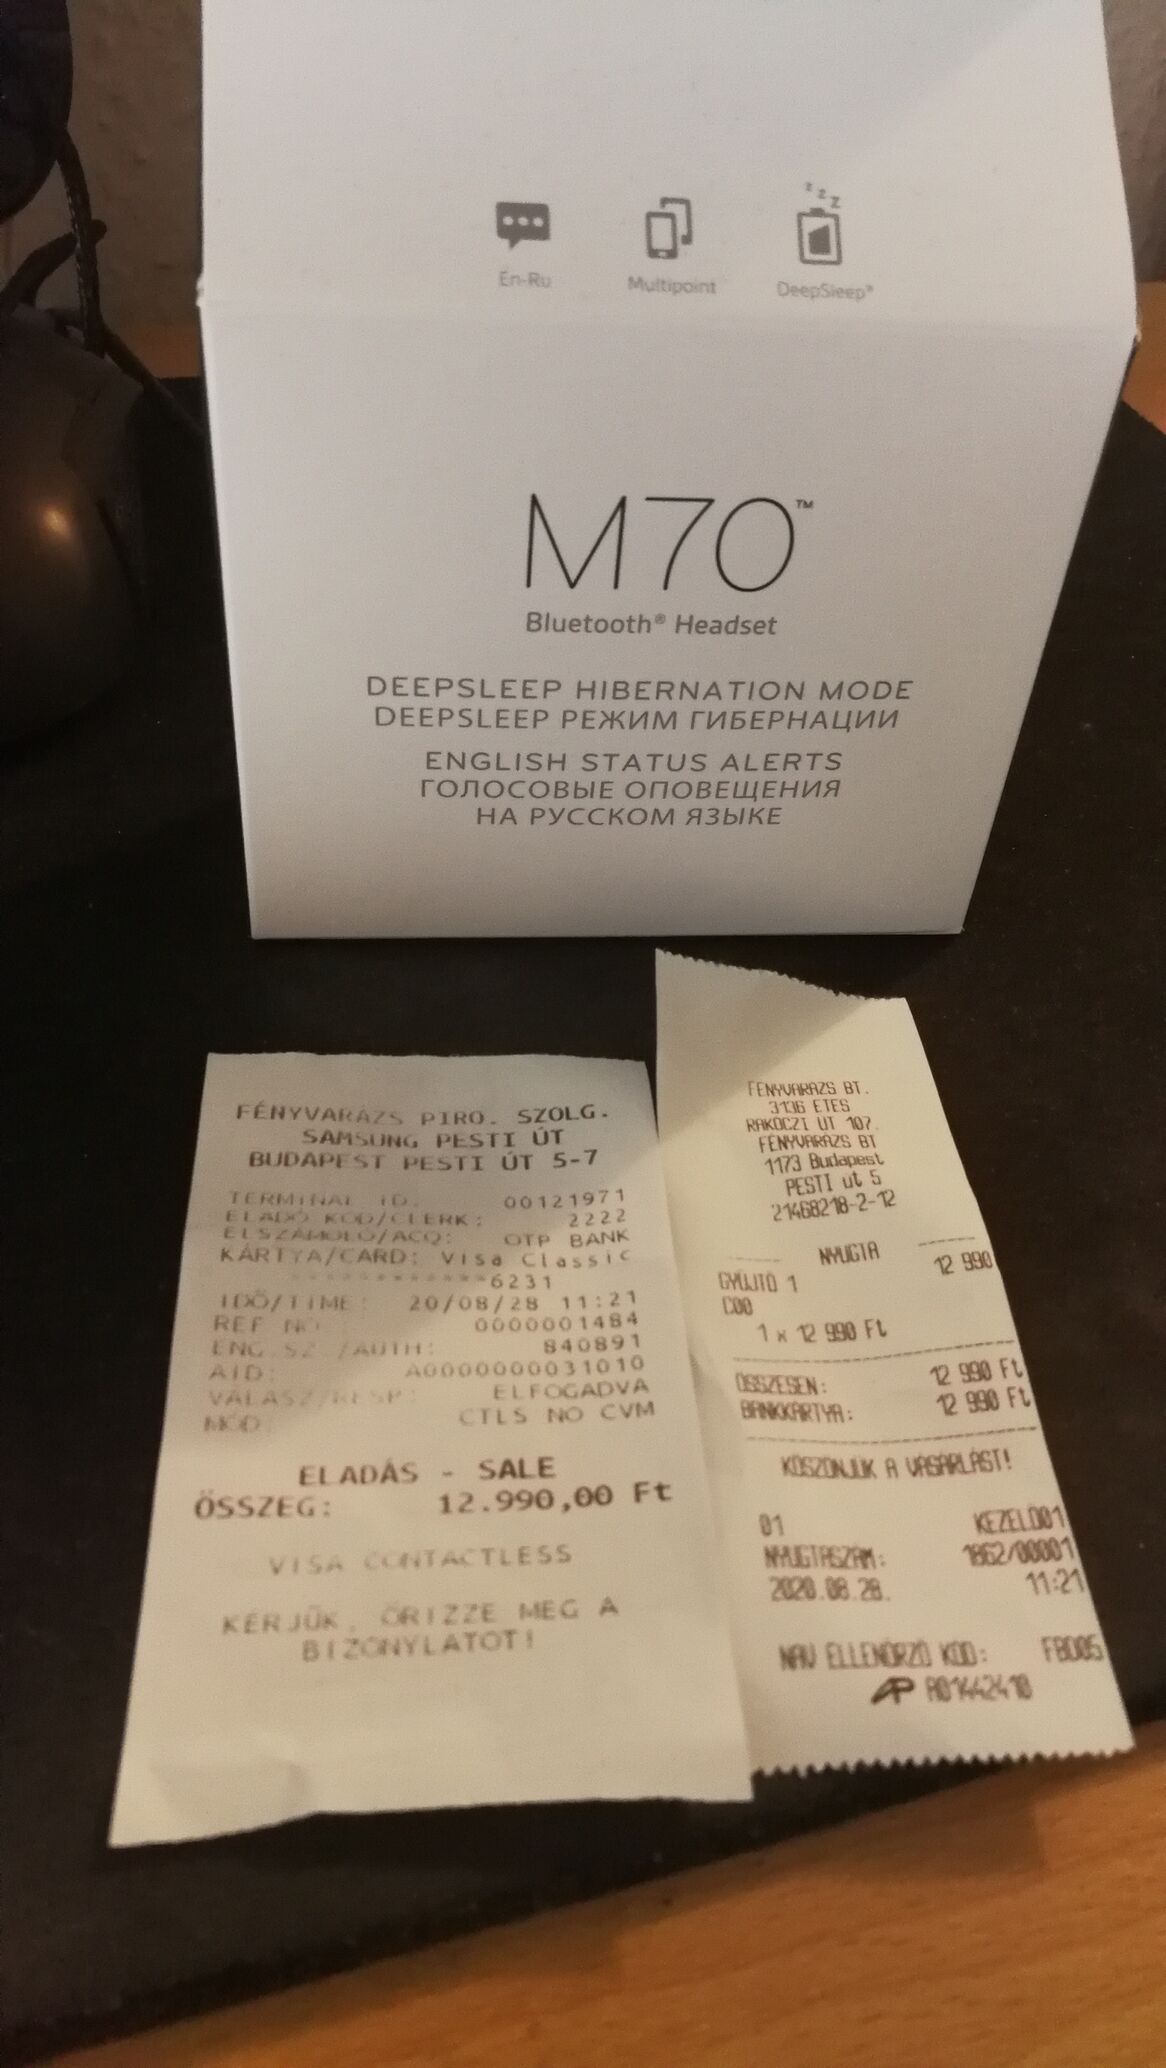 En-Ru
Multipoint
DeepSleep®
M70™
Bluetooth® Headset
DEEPSLEEP HIBERNATION MODE
DEEPSLEEP РЕЖИМ ГИБЕРНАЦИИ
ENGLISH STATUS ALERTS
ГОЛОСОВЫЕ ОПОВЕЩЕНИЯ
НА РУССКОМ ЯЗЫКЕ
FÉNYVARÁZS PIRO. SZOLG.
SAMSUNG PESTI ÚT
BUDAPEST PESTI ÚT 5-7
TERMINAL ID. 00121971
ELADÓ KÓD/CLERK: 2222
ELSZÁMOLÓ/ACQ: OTP BANK
KÁRTYA/CARD: Visa Classic
************6231
IDŐ/TIME: 20/08/28 11:21
REF NO 0000001484
ENG.SZ./AUTH: 840891
AID: A0000000031010
VÁLASZ/RESP: ELFOGADVA
MÓD: CTLS NO CVM
ELADÁS - SALE
ÖSSZEG: 12.990,00 Ft
VISA CONTACTLESS
KÉRJÜK, ŐRIZZE MEG A
BIZONYLATOT!
FÉNYVARÁZS BT.
3136 ETES
RÁKÓCZI ÚT 107.
FÉNYVARÁZS BT
1173 Budapest
PESTI út 5
21468218-2-12
NYUGTA
GYŰJTŐ 1 12 990
C00
1 x 12 990 Ft
ÖSSZESEN: 12 990 Ft
BANKKÁRTYA: 12 990 Ft
KÖSZÖNJÜK A VÁSÁRLÁST!
01 KEZELŐ01
NYUGTASZÁM: 1862/00001
2020.08.28. 11:21
NAV ELLENŐRZŐ KÓD: FBD05
AP A01442410